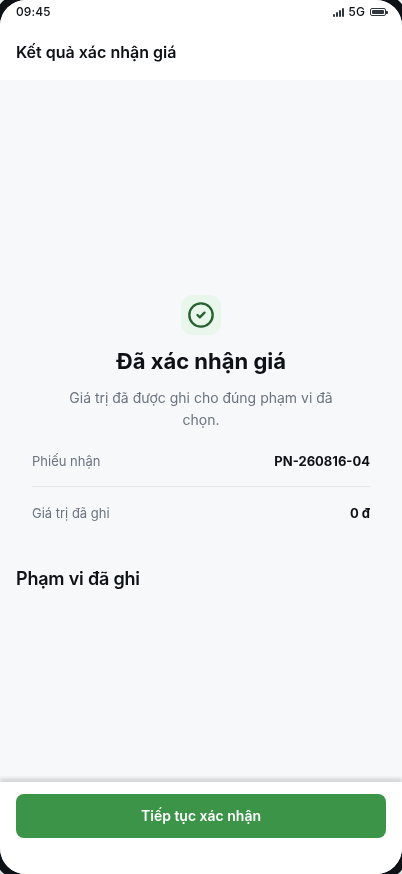 09:45
5G
Kết quả xác nhận giá
Đã xác nhận giá
Giá trị đã được ghi cho đúng phạm vi đã
chọn.
Phiếu nhận PN-260816-04
Giá trị đã ghi 0 đ
Phạm vi đã ghi
Tiếp tục xác nhận